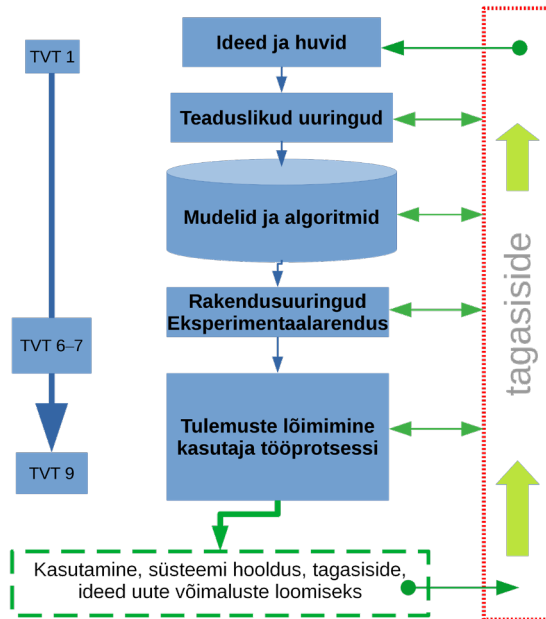 TVT 1
TVT 6–7
TVT 9
Ideed ja huvid
Teaduslikud uuringud
Mudelid ja algoritmid
Rakendusuuringud
Eksperimentaalarendus
Tulemuste lõimimine
kasutaja tööprotsessi
Kasutamine, süsteemi hooldus, tagasiside,
ideed uute võimaluste loomiseks
tagasiside